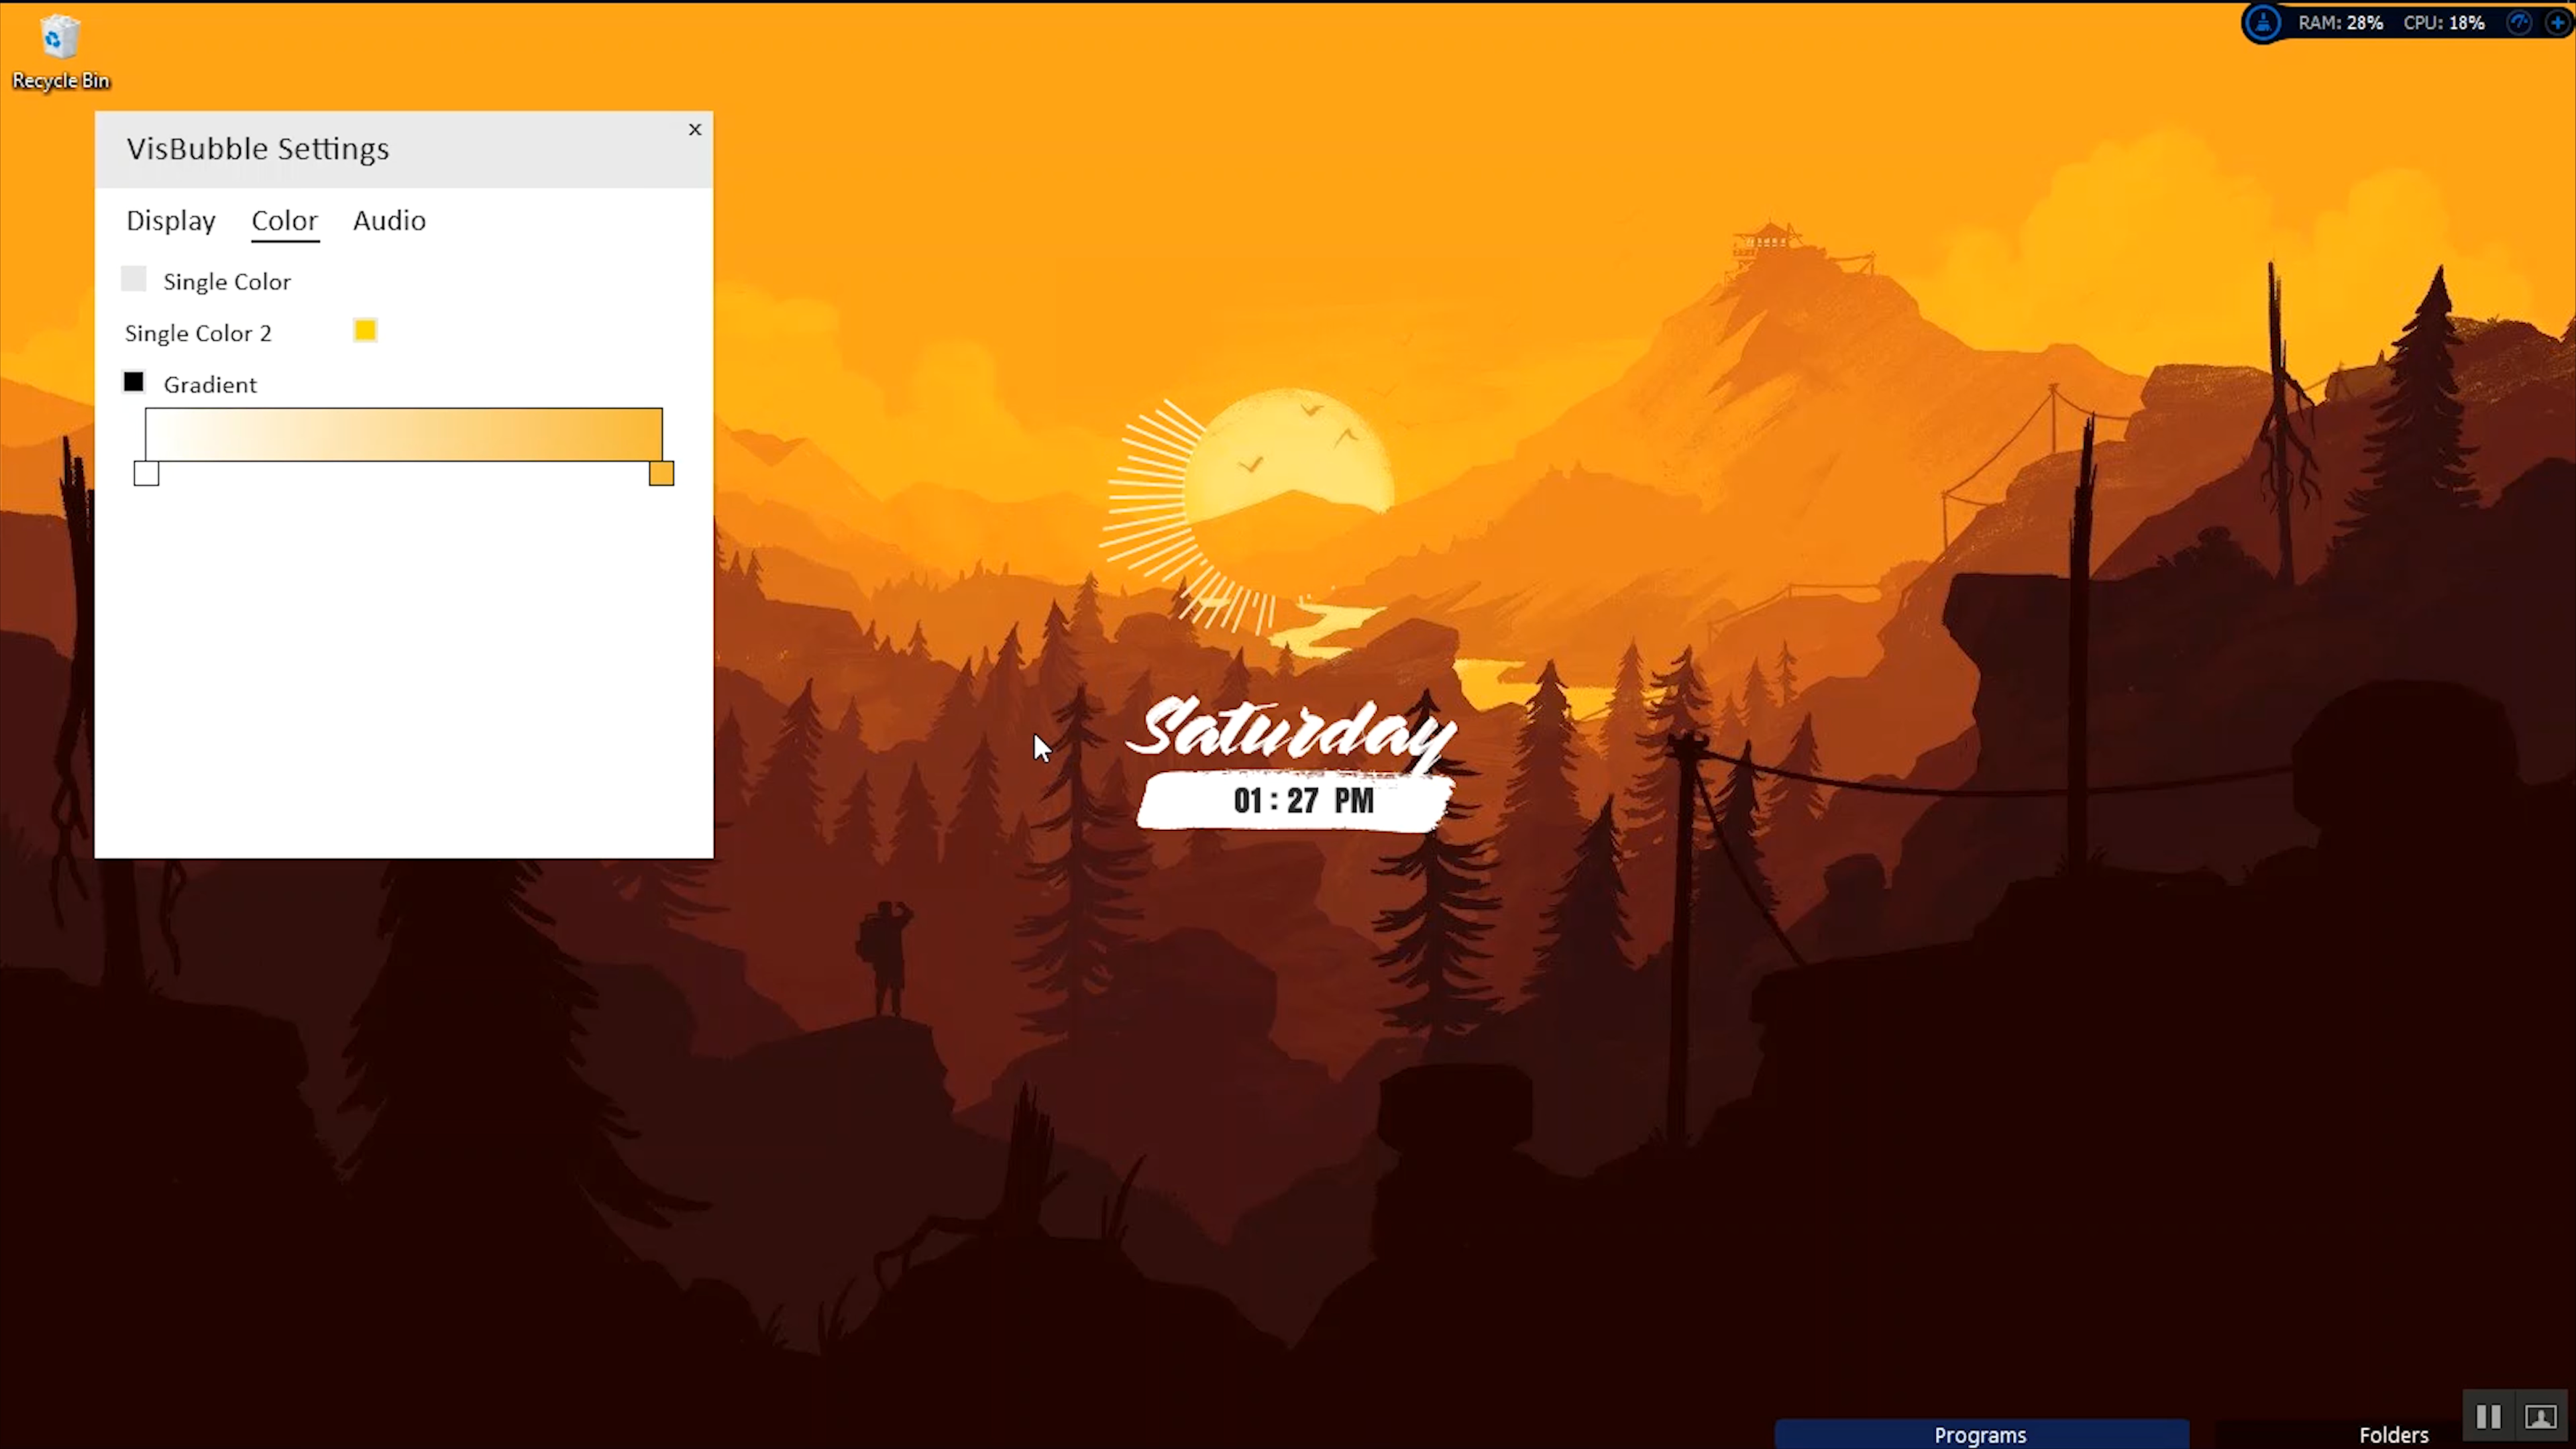 Recycle Bin
RAM: 28% CPU: 18%
VisBubble Settings
x
Display Color Audio
Single Color
Single Color 2
Gradient
Saturday
01 : 27 PM
Programs
Folders